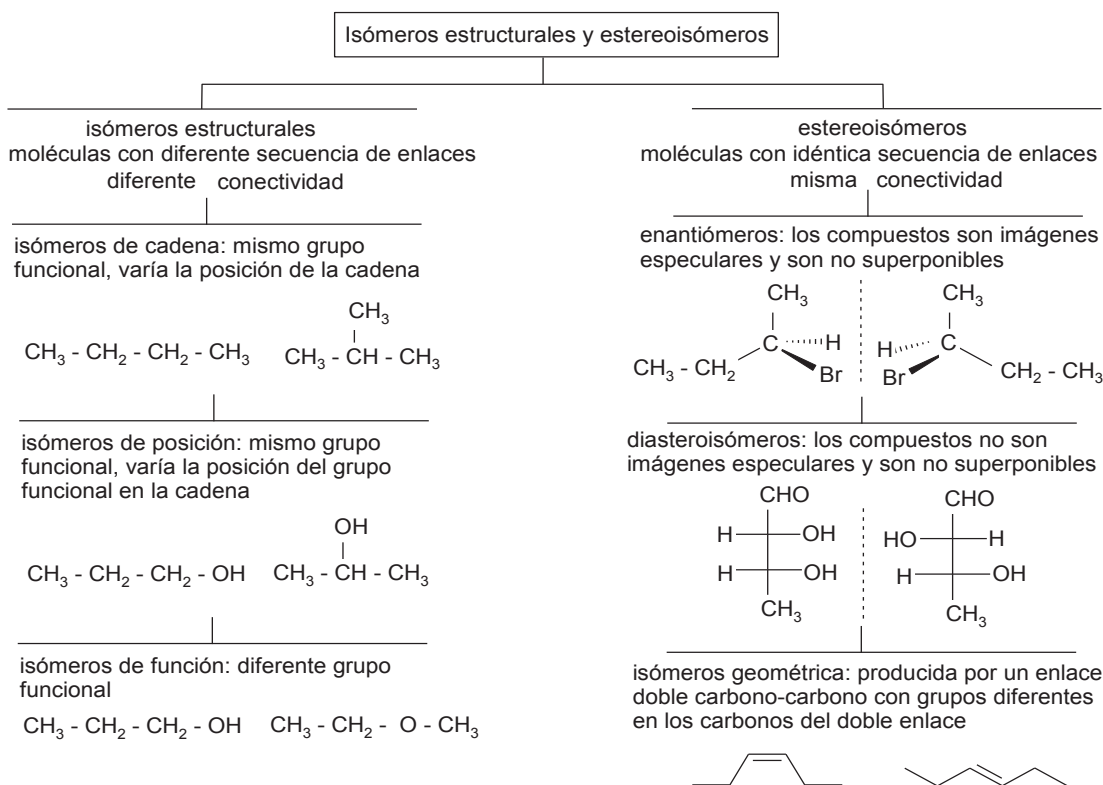 Isómeros estructurales y estereoisómeros
isómeros estructurales
moléculas con diferente secuencia de enlaces
diferente conectividad
isómeros de cadena: mismo grupo
funcional, varía la posición de la cadena
CH3
CH3 - CH2 - CH2 - CH3
CH3 - CH - CH3
isómeros de posición: mismo grupo
funcional, varía la posición del grupo
funcional en la cadena
OH
CH3 - CH2 - CH2 - OH
CH3 - CH - CH3
isómeros de función: diferente grupo
funcional
CH3 - CH2 - CH2 - OH
CH3 - CH2 - O - CH3
estereoisómeros
moléculas con idéntica secuencia de enlaces
misma conectividad
enantiómeros: los compuestos son imágenes
especulares y son no superponibles
CH3
C H
CH3 - CH2
Br
CH3
H C
Br
CH2 - CH3
diasteroisómeros: los compuestos no son
imágenes especulares y son no superponibles
CHO
H OH
H OH
CH3
CHO
HO H
H OH
CH3
isómeros geométrica: producida por un enlace
doble carbono-carbono con grupos diferentes
en los carbonos del doble enlace